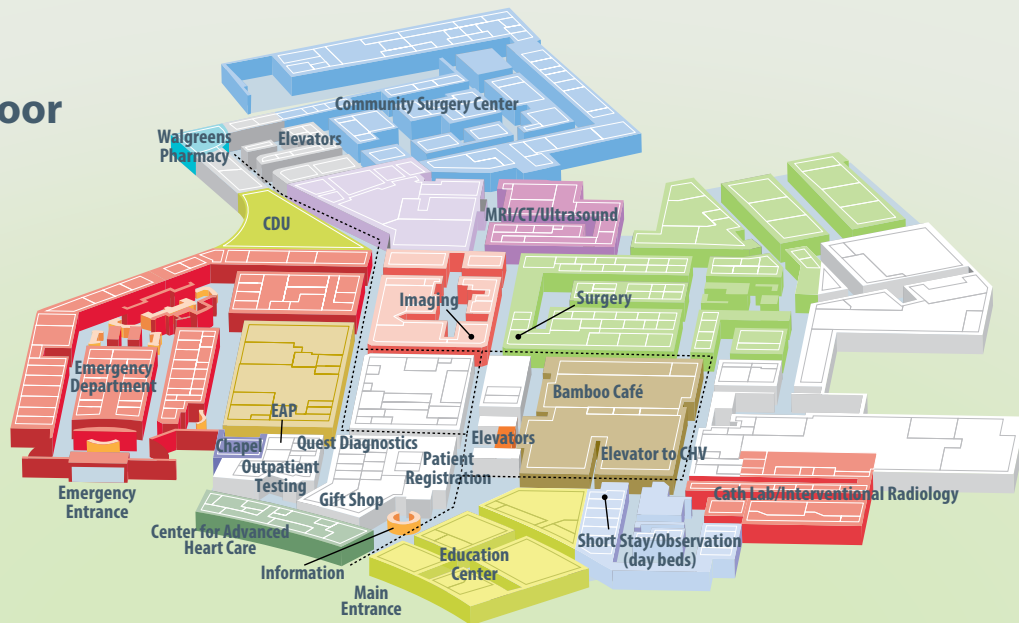 oor
Community Surgery Center
Walgreens
Pharmacy
Elevators
CDU
MRI/CT/Ultrasound
Imaging
Surgery
Emergency
Department
Bamboo Café
EAP
Chapel
Quest Diagnostics
Elevators
Outpatient
Testing
Patient
Registration
Elevator to CHV
Emergency
Entrance
Gift Shop
Cath Lab/Interventional Radiology
Center for Advanced
Heart Care
Information
Education
Center
Short Stay/Observation
(day beds)
Main
Entrance